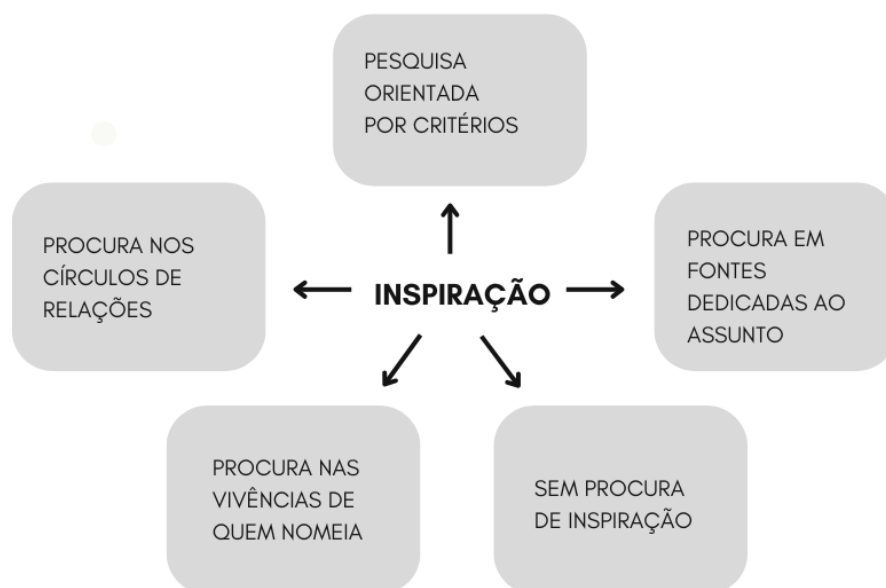 PESQUISA
ORIENTADA
POR CRITÉRIOS
PROCURA NOS
CÍRCULOS DE
RELAÇÕES
INSPIRAÇÃO
PROCURA EM
FONTES
DEDICADAS AO
ASSUNTO
PROCURA NAS
VIVÊNCIAS DE
QUEM NOMEIA
SEM PROCURA
DE INSPIRAÇÃO